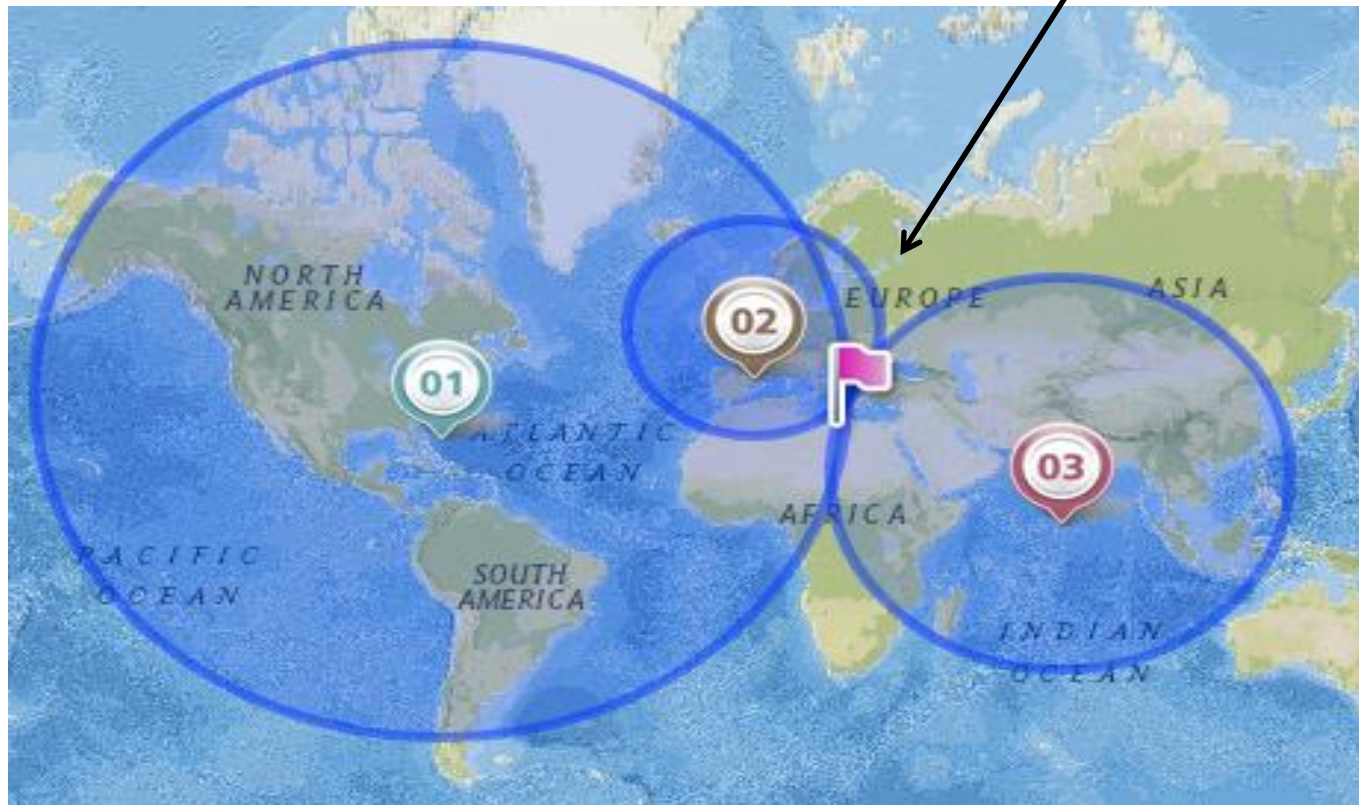 NORTH
AMERICA
EUROPE
ASIA
02
01
ATLANTIC
OCEAN
03
AFRICA
PACIFIC
OCEAN
SOUTH
AMERICA
INDIAN
OCEAN